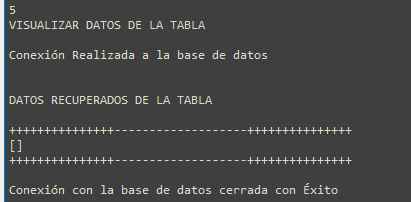 5
VISUALIZAR DATOS DE LA TABLA
Conexión Realizada a la base de datos
DATOS RECUPERADOS DE LA TABLA
+++++++++++++++-------------------+++++++++++++++
[]
+++++++++++++++-------------------+++++++++++++++
Conexión con la base de datos cerrada con Éxito